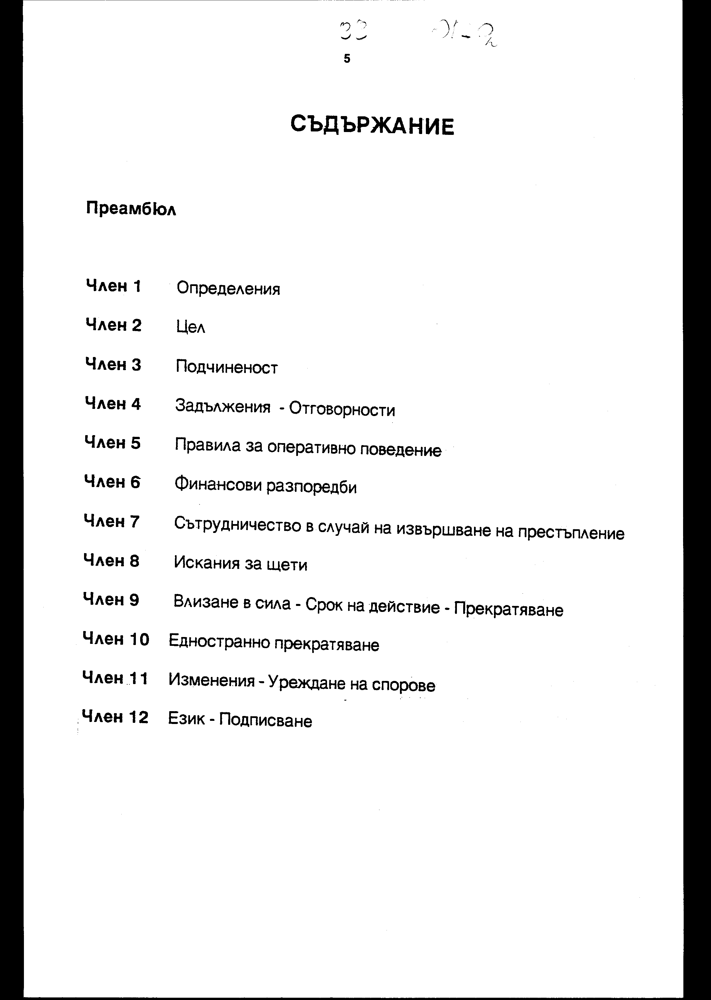 33
5
СЪДЪРЖАНИЕ
Преамбюл
Член 1 Определения
Член 2 Цел
Член 3 Подчиненост
Член 4 Задължения - Отговорности
Член 5 Правила за оперативно поведение
Член 6 Финансови разпоредби
Член 7 Сътрудничество в случай на извършване на престъпление
Член 8 Искания за щети
Член 9 Влизане в сила - Срок на действие - Прекратяване
Член 10 Едностранно прекратяване
Член 11 Изменения - Уреждане на спорове
Член 12 Език - Подписване